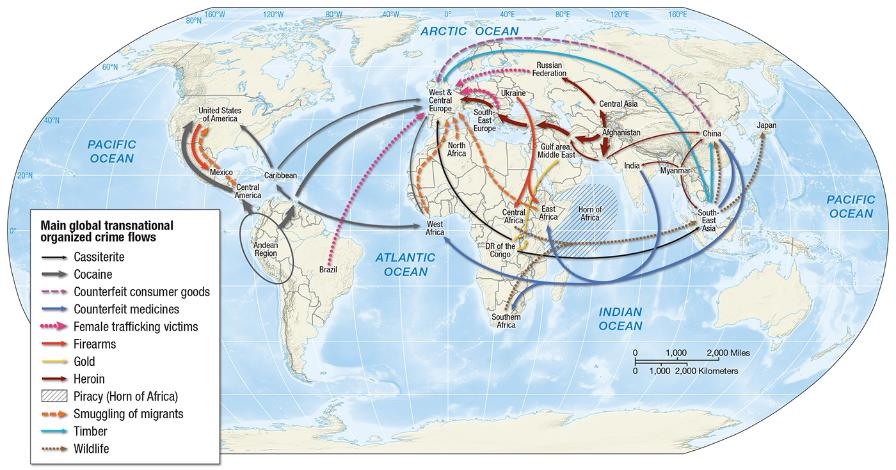 160°W
120°W
80°W
40°W
0°
40°E
80°E
120°E
160°E
80°N
ARCTIC OCEAN
60°N
Russian
Federation
West &
Central
Europe
Ukraine
Central Asia
United States
of America
South-
East
Europe
40°N
Afghanistan
China
Japan
PACIFIC
OCEAN
North
Africa
Gulf area,
Middle East
India
Myanmar
Mexico
Caribbean
20°N
Central
America
PACIFIC
OCEAN
Central
Africa
East
Africa
Horn of
Africa
South
East
Asia
West
Africa
0°
0°
Andean
Region
DR of the
Congo
Brazil
ATLANTIC
OCEAN
Southern
Africa
INDIAN
OCEAN
0 1,000 2,000 Miles
0 1,000 2,000 Kilometers
Main global transnational
organized crime flows
Cassiterite
Cocaine
Counterfeit consumer goods
Counterfeit medicines
Female trafficking victims
Firearms
Gold
Heroin
Piracy (Horn of Africa)
Smuggling of migrants
Timber
Wildlife